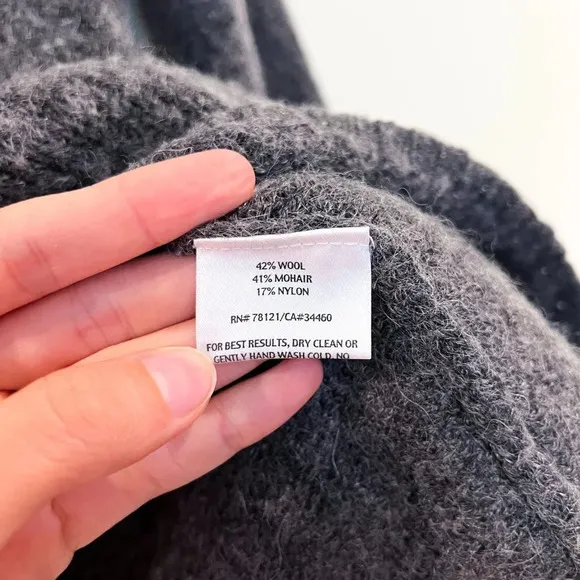 42% WOOL
41% MOHAIR
17% NYLON
RN# 78121/CA#34460
FOR BEST RESULTS, DRY CLEAN OR
GENTLY HAND WASH COLD. NO